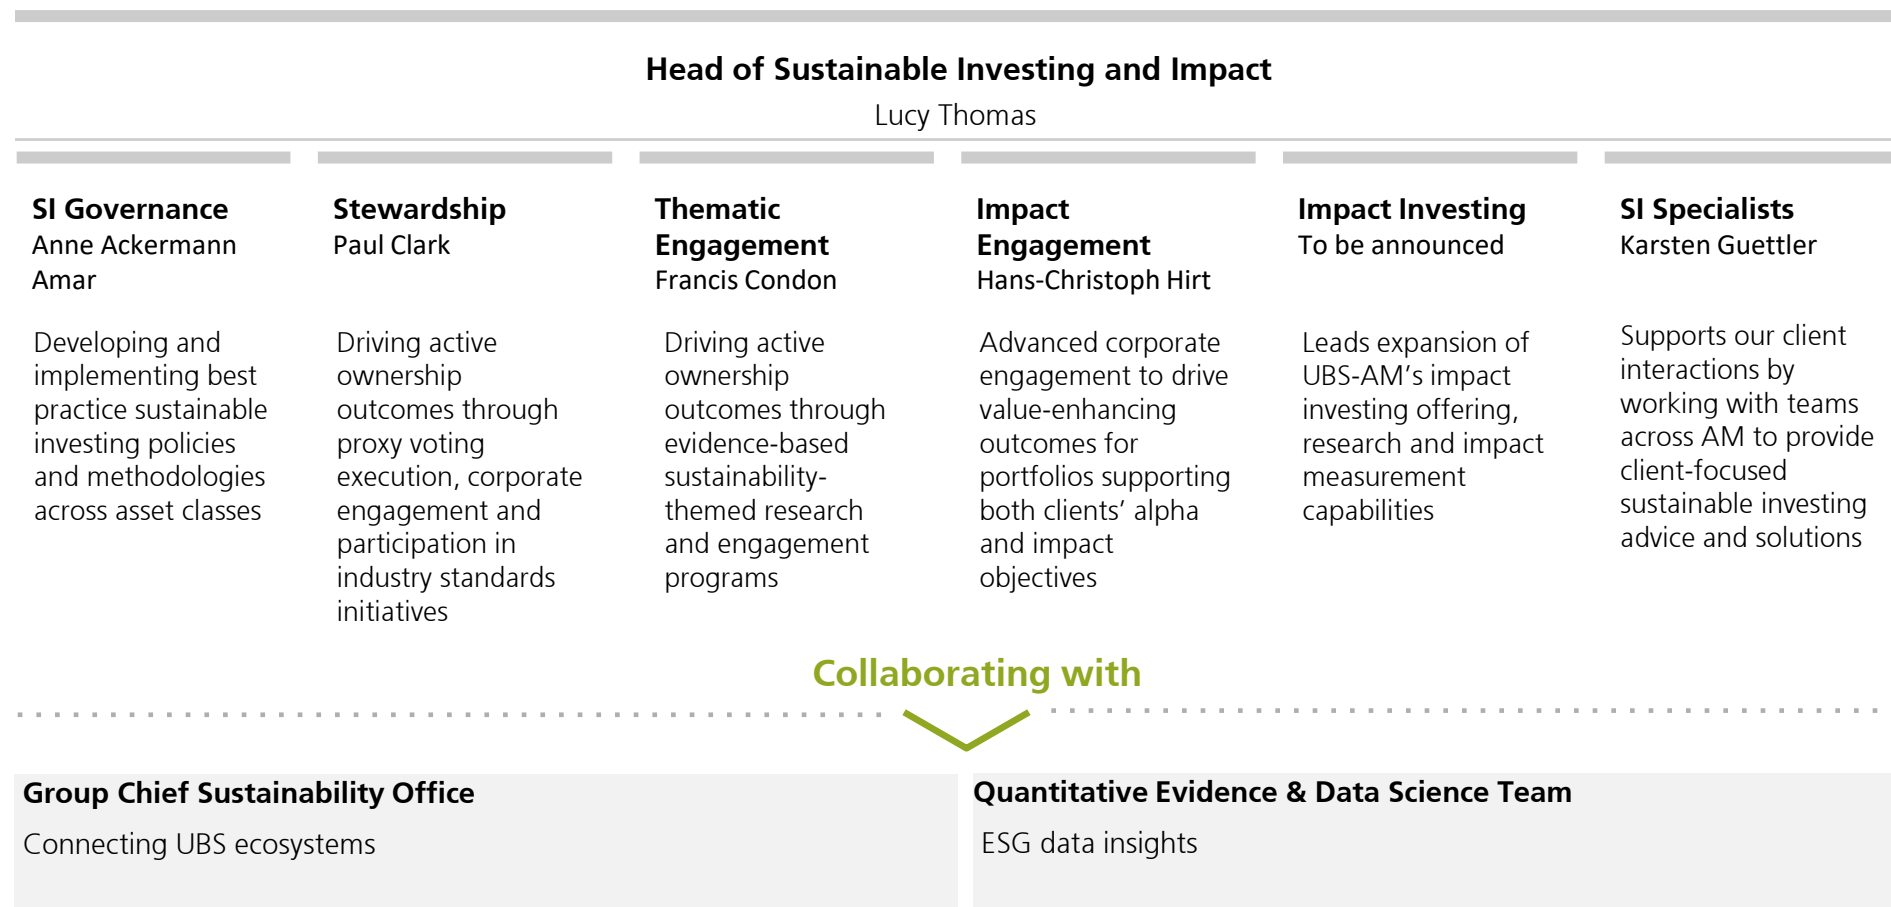 Head of Sustainable Investing and Impact
Lucy Thomas
SI Governance
Anne Ackermann
Amar
Developing and
implementing best
practice sustainable
investing policies
and methodologies
across asset classes
Stewardship
Paul Clark
Driving active
ownership
outcomes through
proxy voting
execution, corporate
engagement and
participation in
industry standards
initiatives
Thematic
Engagement
Francis Condon
Driving active
ownership
outcomes through
evidence-based
sustainability-
themed research
and engagement
programs
Impact
Engagement
Hans-Christoph Hirt
Advanced corporate
engagement to drive
value-enhancing
outcomes for
portfolios supporting
both clients’ alpha
and impact
objectives
Impact Investing
To be announced
Leads expansion of
UBS-AM’s impact
investing offering,
research and impact
measurement
capabilities
SI Specialists
Karsten Guettler
Supports our client
interactions by
working with teams
across AM to provide
client-focused
sustainable investing
advice and solutions
Collaborating with
Group Chief Sustainability Office
Connecting UBS ecosystems
Quantitative Evidence & Data Science Team
ESG data insights